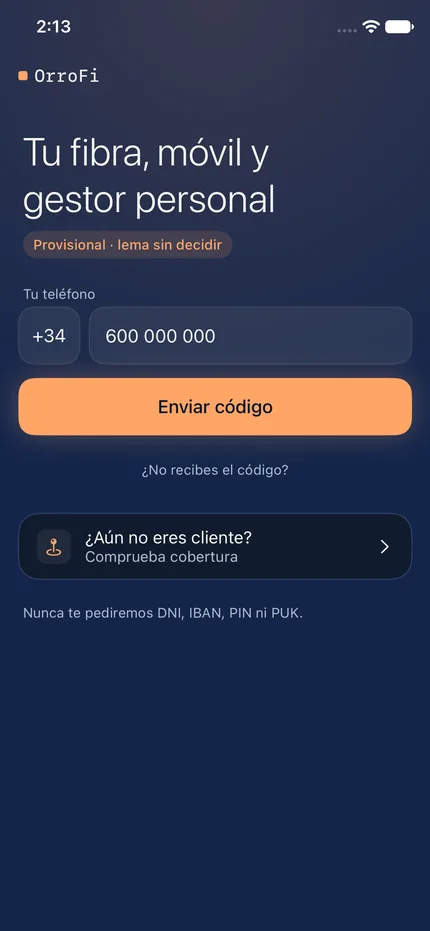 2:13
OrroFi
Tu fibra, móvil y
gestor personal
Provisional · lema sin decidir
Tu teléfono
+34
600 000 000
Enviar código
¿No recibes el código?
¿Aún no eres cliente?
Comprueba cobertura
Nunca te pediremos DNI, IBAN, PIN ni PUK.